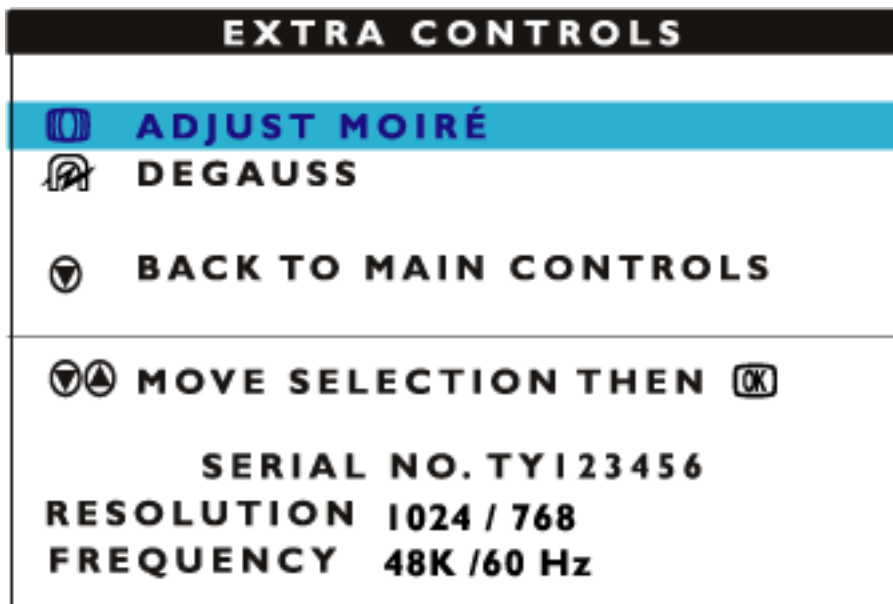 EXTRA CONTROLS
ADJUST MOIRÉ
DEGAUSS
BACK TO MAIN CONTROLS
MOVE SELECTION THEN OK
SERIAL NO. TY123456
RESOLUTION 1024 / 768
FREQUENCY 48K /60 Hz